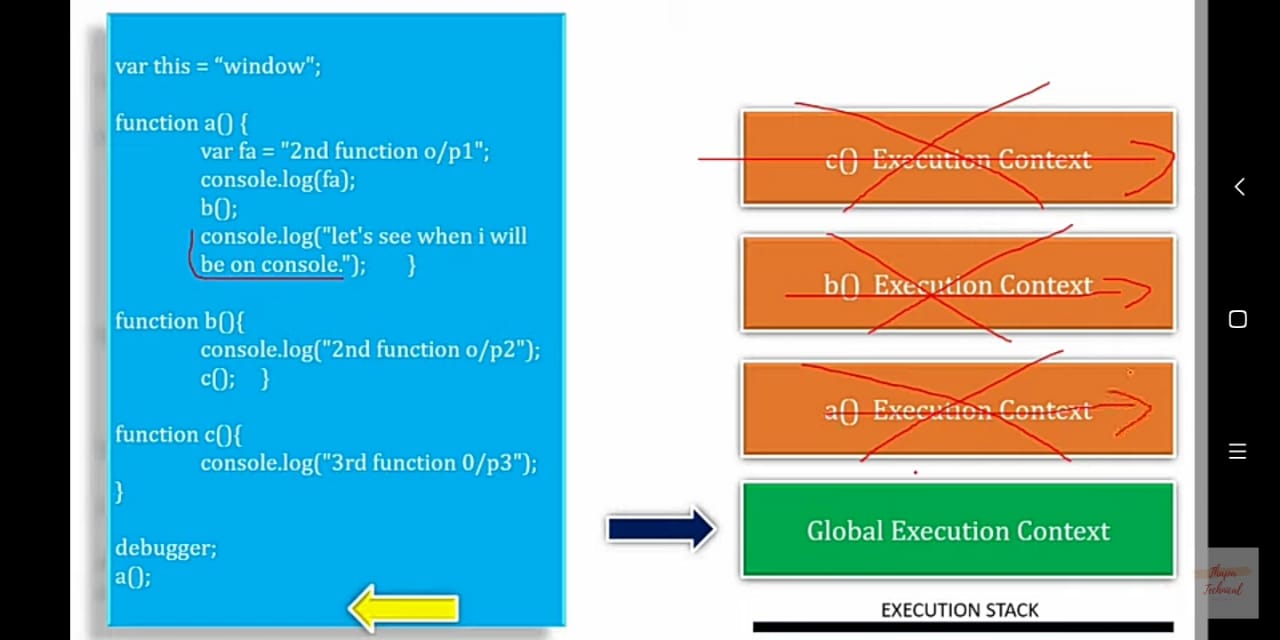 var this = “window";
function a() {
var fa = "2nd function o/p1";
console.log(fa);
b();
console.log("let's see when i will
be on console."); }
function b(){
console.log("2nd function o/p2");
c(); }
function c(){
console.log("3rd function 0/p3");
}
debugger;
a();
c() Execution Context
b() Execution Context
a() Execution Context
Global Execution Context
EXECUTION STACK
Thapa
Technical